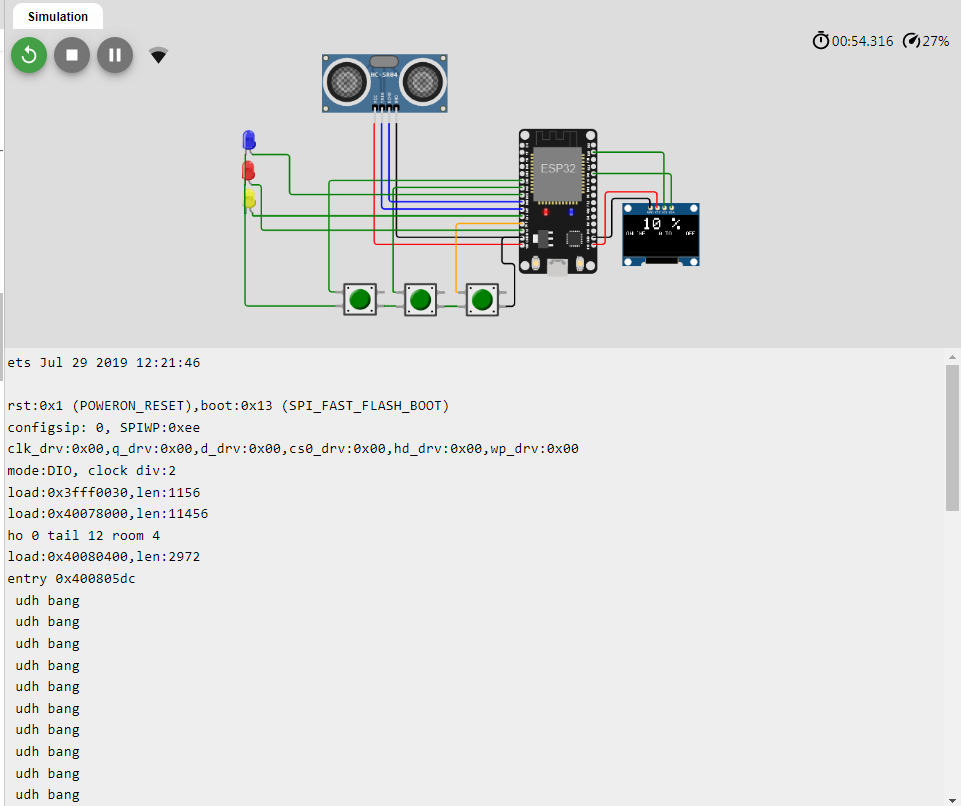 Simulation
00:54.316 27%
HC-SR04
ESP32
10 %
ONLINE AUTO OFF
ets Jul 29 2019 12:21:46
rst:0x1 (POWERON_RESET),boot:0x13 (SPI_FAST_FLASH_BOOT)
configsip: 0, SPIWP:0xee
clk_drv:0x00,q_drv:0x00,d_drv:0x00,cs0_drv:0x00,hd_drv:0x00,wp_drv:0x00
mode:DIO, clock div:2
load:0x3fff0030,len:1156
load:0x40078000,len:11456
ho 0 tail 12 room 4
load:0x40080400,len:2972
entry 0x400805dc
udh bang
udh bang
udh bang
udh bang
udh bang
udh bang
udh bang
udh bang
udh bang
udh bang